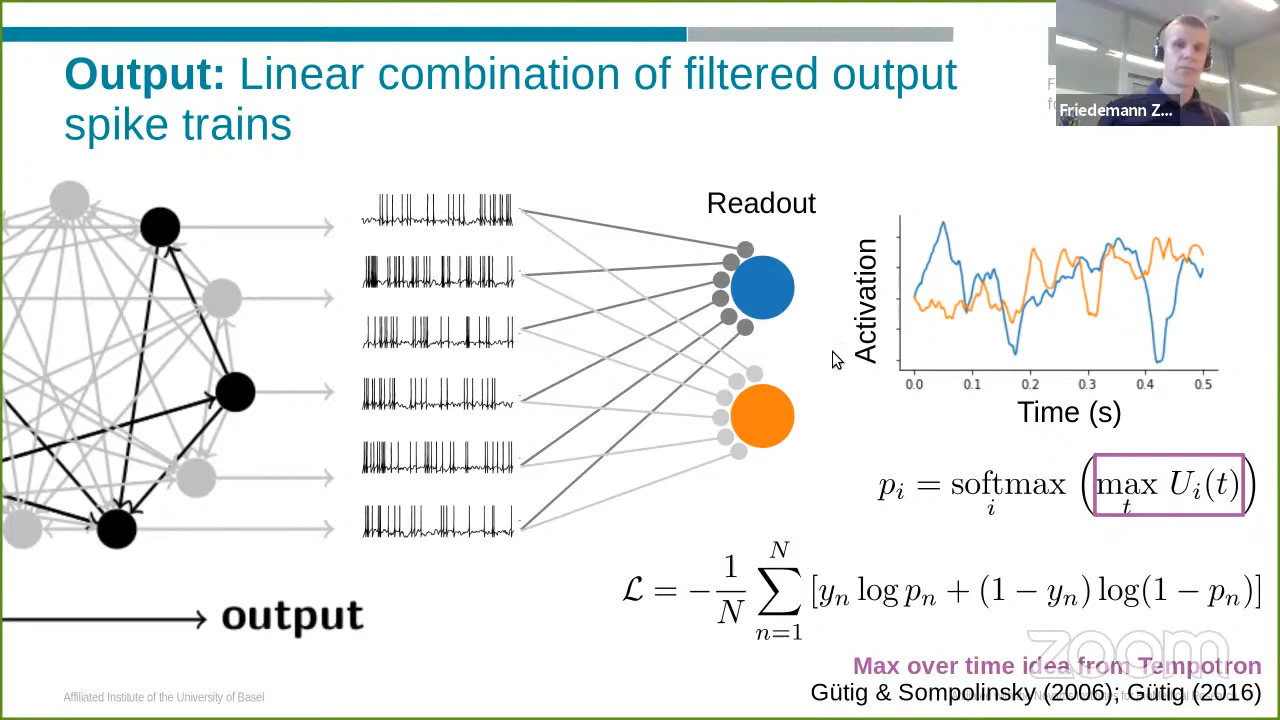 Output: Linear combination of filtered output
spike trains
Friedemann Z...
Readout
Activation
0.0 0.1 0.2 0.3 0.4 0.5
Time (s)
p_i = softmax_i ( max_t U_i(t) )
ℒ = − 1/N ∑_{n=1}^{N} [y_n log p_n + (1 − y_n) log(1 − p_n)]
output
zoom
Max over time idea from Tempotron
Gütig & Sompolinsky (2006); Gütig (2016)
Affiliated Institute of the University of Basel